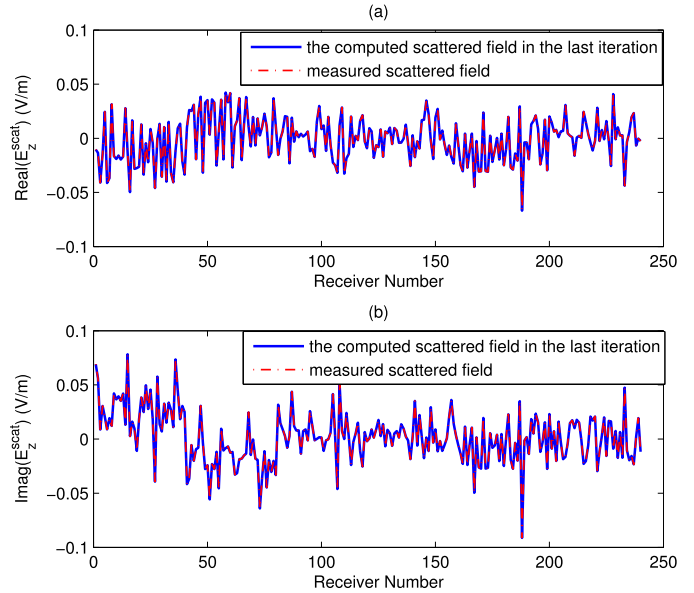 (a)
0.1
0.05
0
−0.05
−0.1
Real(E_z^scat) (V/m)
the computed scattered field in the last iteration
measured scattered field
0 50 100 150 200 250
Receiver Number
(b)
0.1
0.05
0
−0.05
−0.1
Imag(E_z^scat) (V/m)
the computed scattered field in the last iteration
measured scattered field
0 50 100 150 200 250
Receiver Number